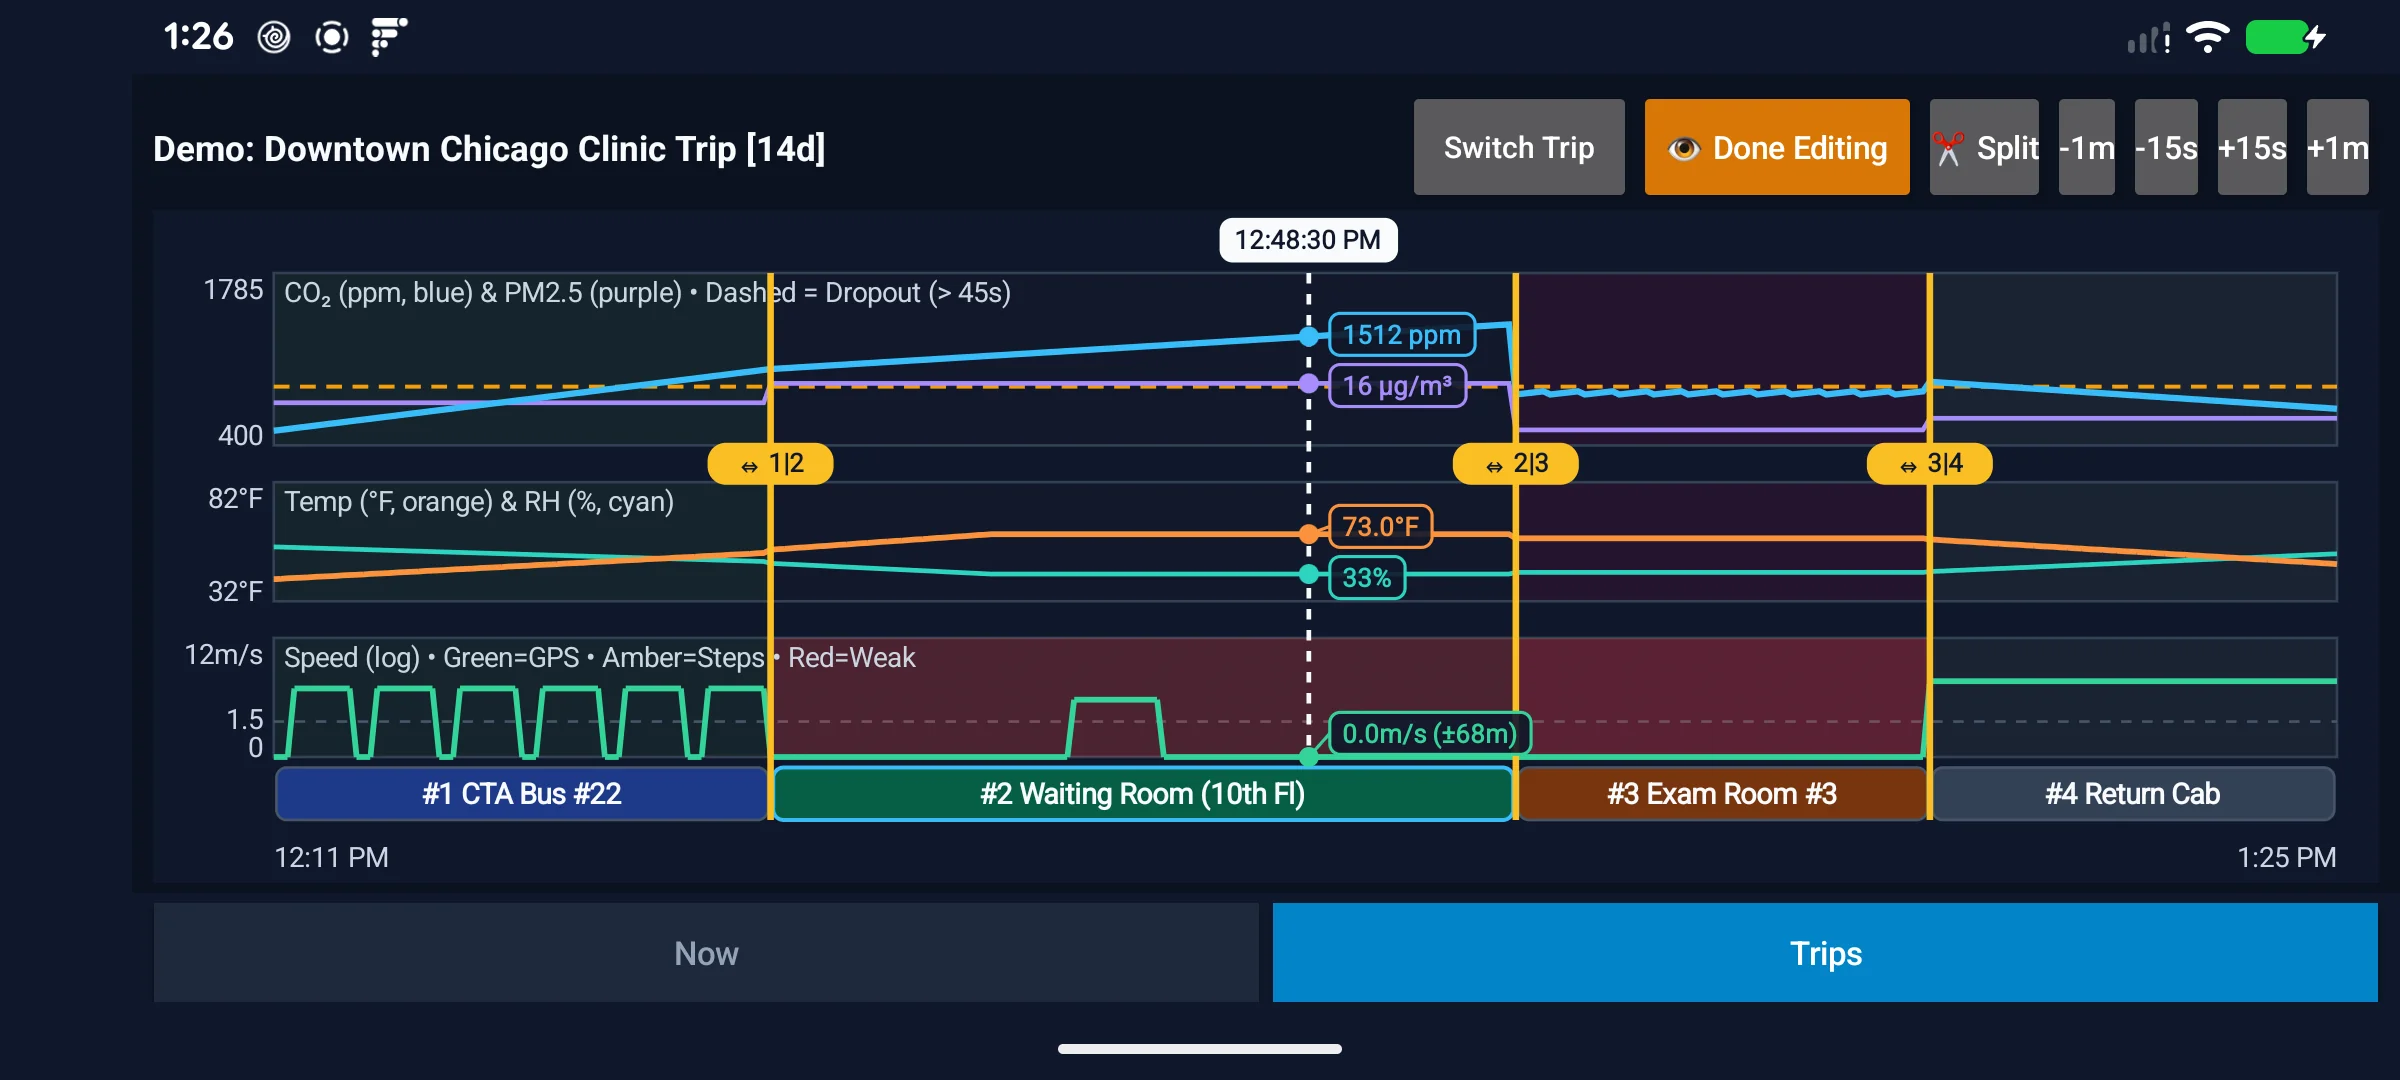 1:26
Demo: Downtown Chicago Clinic Trip [14d]
Switch Trip
Done Editing
Split
-1m
-15s
+15s
+1m
12:48:30 PM
1785
CO₂ (ppm, blue) & PM2.5 (purple) • Dashed = Dropout (> 45s)
1512 ppm
16 µg/m³
400
⇔ 1|2
⇔ 2|3
⇔ 3|4
82°F
Temp (°F, orange) & RH (%, cyan)
73.0°F
33%
32°F
12m/s
Speed (log) • Green=GPS • Amber=Steps • Red=Weak
1.5
0
0.0m/s (±68m)
#1 CTA Bus #22
#2 Waiting Room (10th Fl)
#3 Exam Room #3
#4 Return Cab
12:11 PM
1:25 PM
Now
Trips